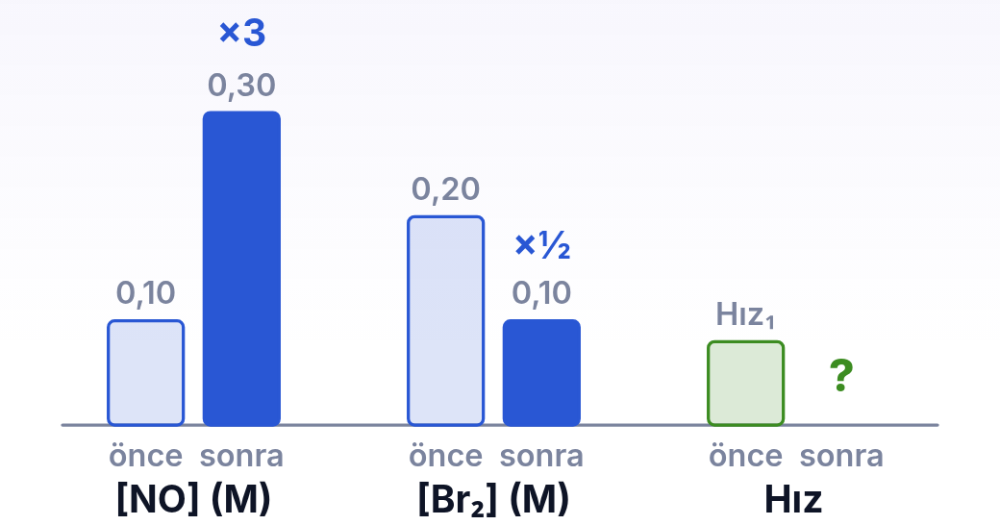 ×3
0,30
0,20
×½
0,10
0,10
Hız₁
?
önce sonra
önce sonra
önce sonra
[NO] (M)
[Br₂] (M)
Hız